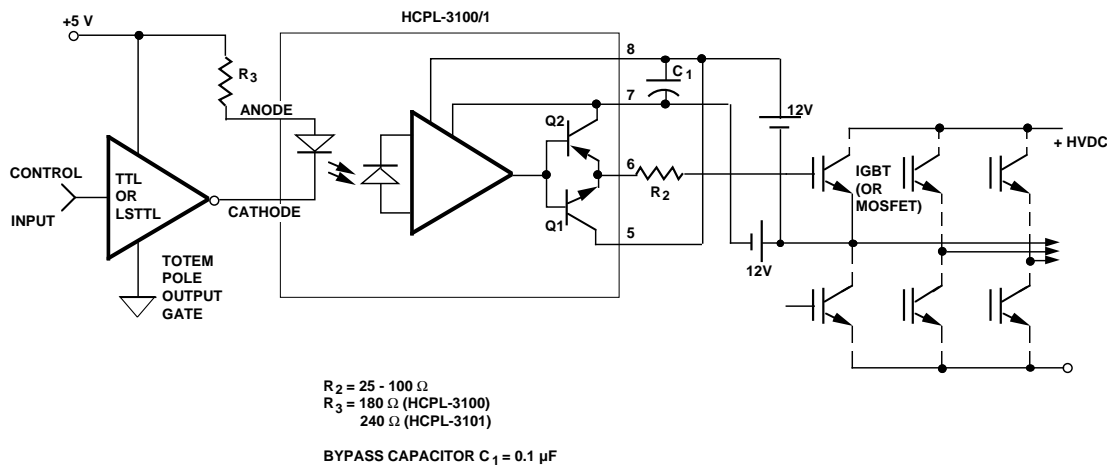 HCPL-3100/1
+5 V
8
R3
C1
7
ANODE
12V
Q2
+ HVDC
6
CONTROL
INPUT
TTL
OR
LSTTL
IGBT
(OR
MOSFET)
R2
CATHODE
Q1
5
12V
TOTEM
POLE
OUTPUT
GATE
R2 = 25 - 100 Ω
R3 = 180 Ω (HCPL-3100)
240 Ω (HCPL-3101)
BYPASS CAPACITOR C1 = 0.1 µF